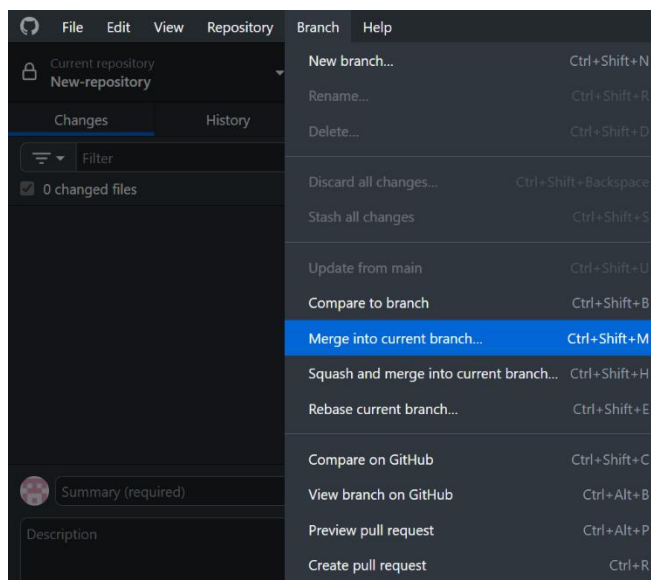 File Edit View Repository Branch Help
Current repository
New-repository
Changes History
Filter
0 changed files
Summary (required)
Description
New branch... Ctrl+Shift+N
Rename... Ctrl+Shift+R
Delete... Ctrl+Shift+D
Discard all changes... Ctrl+Shift+Backspace
Stash all changes Ctrl+Shift+S
Update from main Ctrl+Shift+U
Compare to branch Ctrl+Shift+B
Merge into current branch... Ctrl+Shift+M
Squash and merge into current branch... Ctrl+Shift+H
Rebase current branch... Ctrl+Shift+E
Compare on GitHub Ctrl+Shift+C
View branch on GitHub Ctrl+Alt+B
Preview pull request Ctrl+Alt+P
Create pull request Ctrl+R